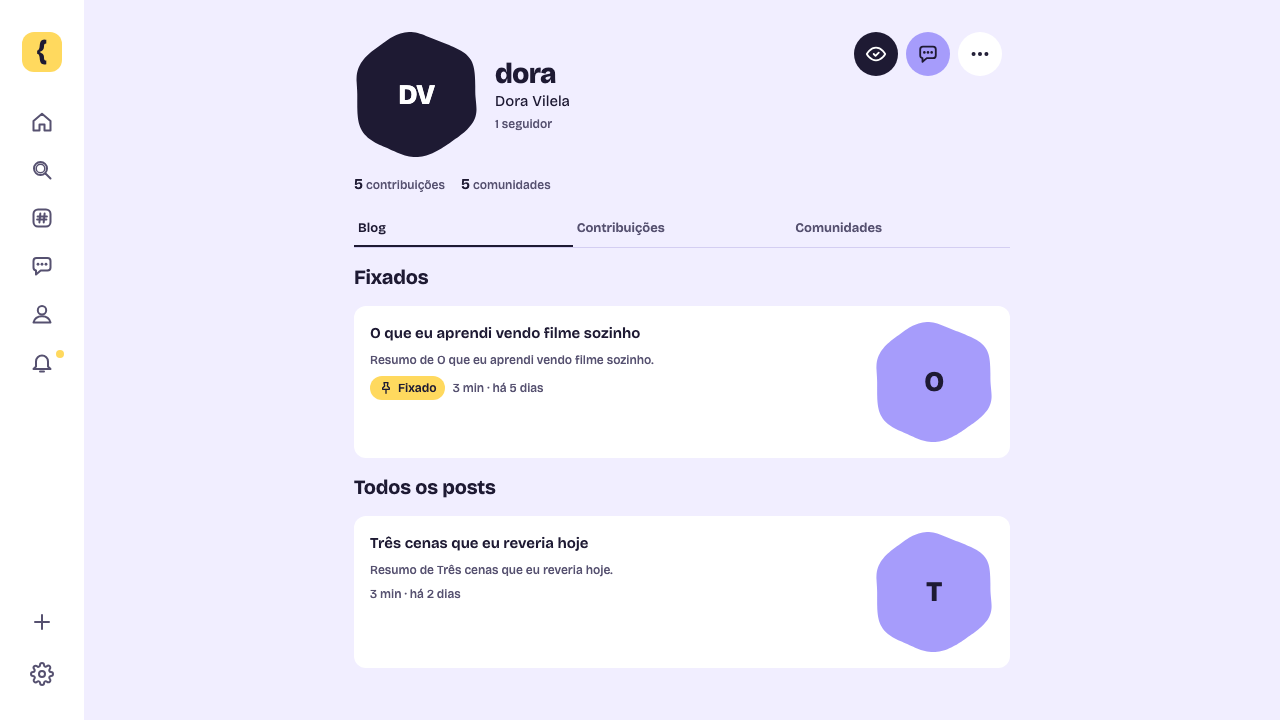 {
DV
dora
Dora Vilela
1 seguidor
5 contribuições 5 comunidades
Blog Contribuições Comunidades
Fixados
O que eu aprendi vendo filme sozinho
Resumo de O que eu aprendi vendo filme sozinho.
Fixado 3 min · há 5 dias
O
Todos os posts
Três cenas que eu reveria hoje
Resumo de Três cenas que eu reveria hoje.
3 min · há 2 dias
T